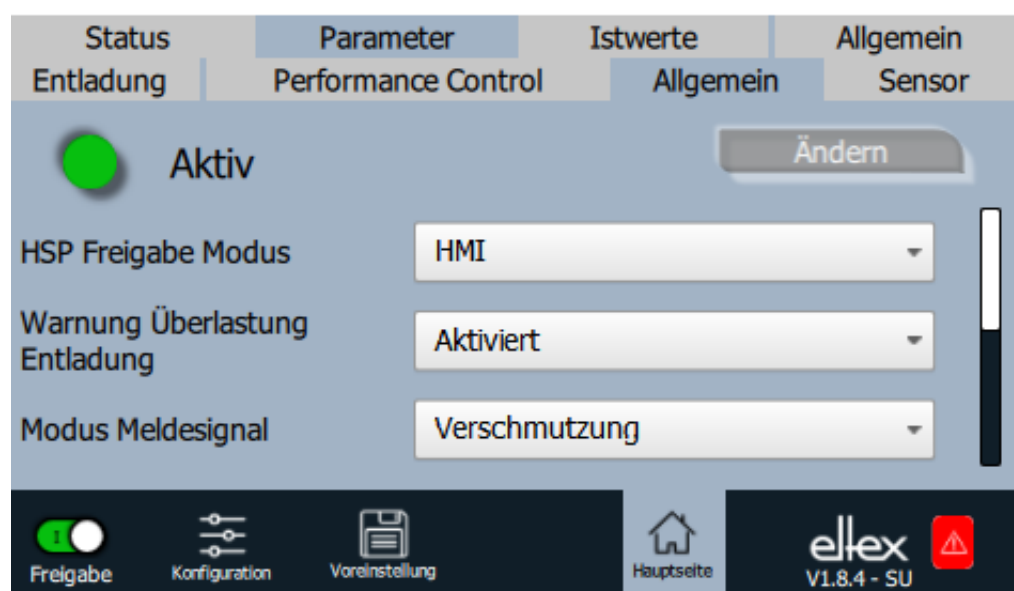 Status Parameter Istwerte Allgemein
Entladung Performance Control Allgemein Sensor
Aktiv Ändern
HSP Freigabe Modus HMI
Warnung Überlastung
Entladung Aktiviert
Modus Meldesignal Verschmutzung
I
Freigabe Konfiguration Voreinstellung Hauptseite eltex
V1.8.4 - SU